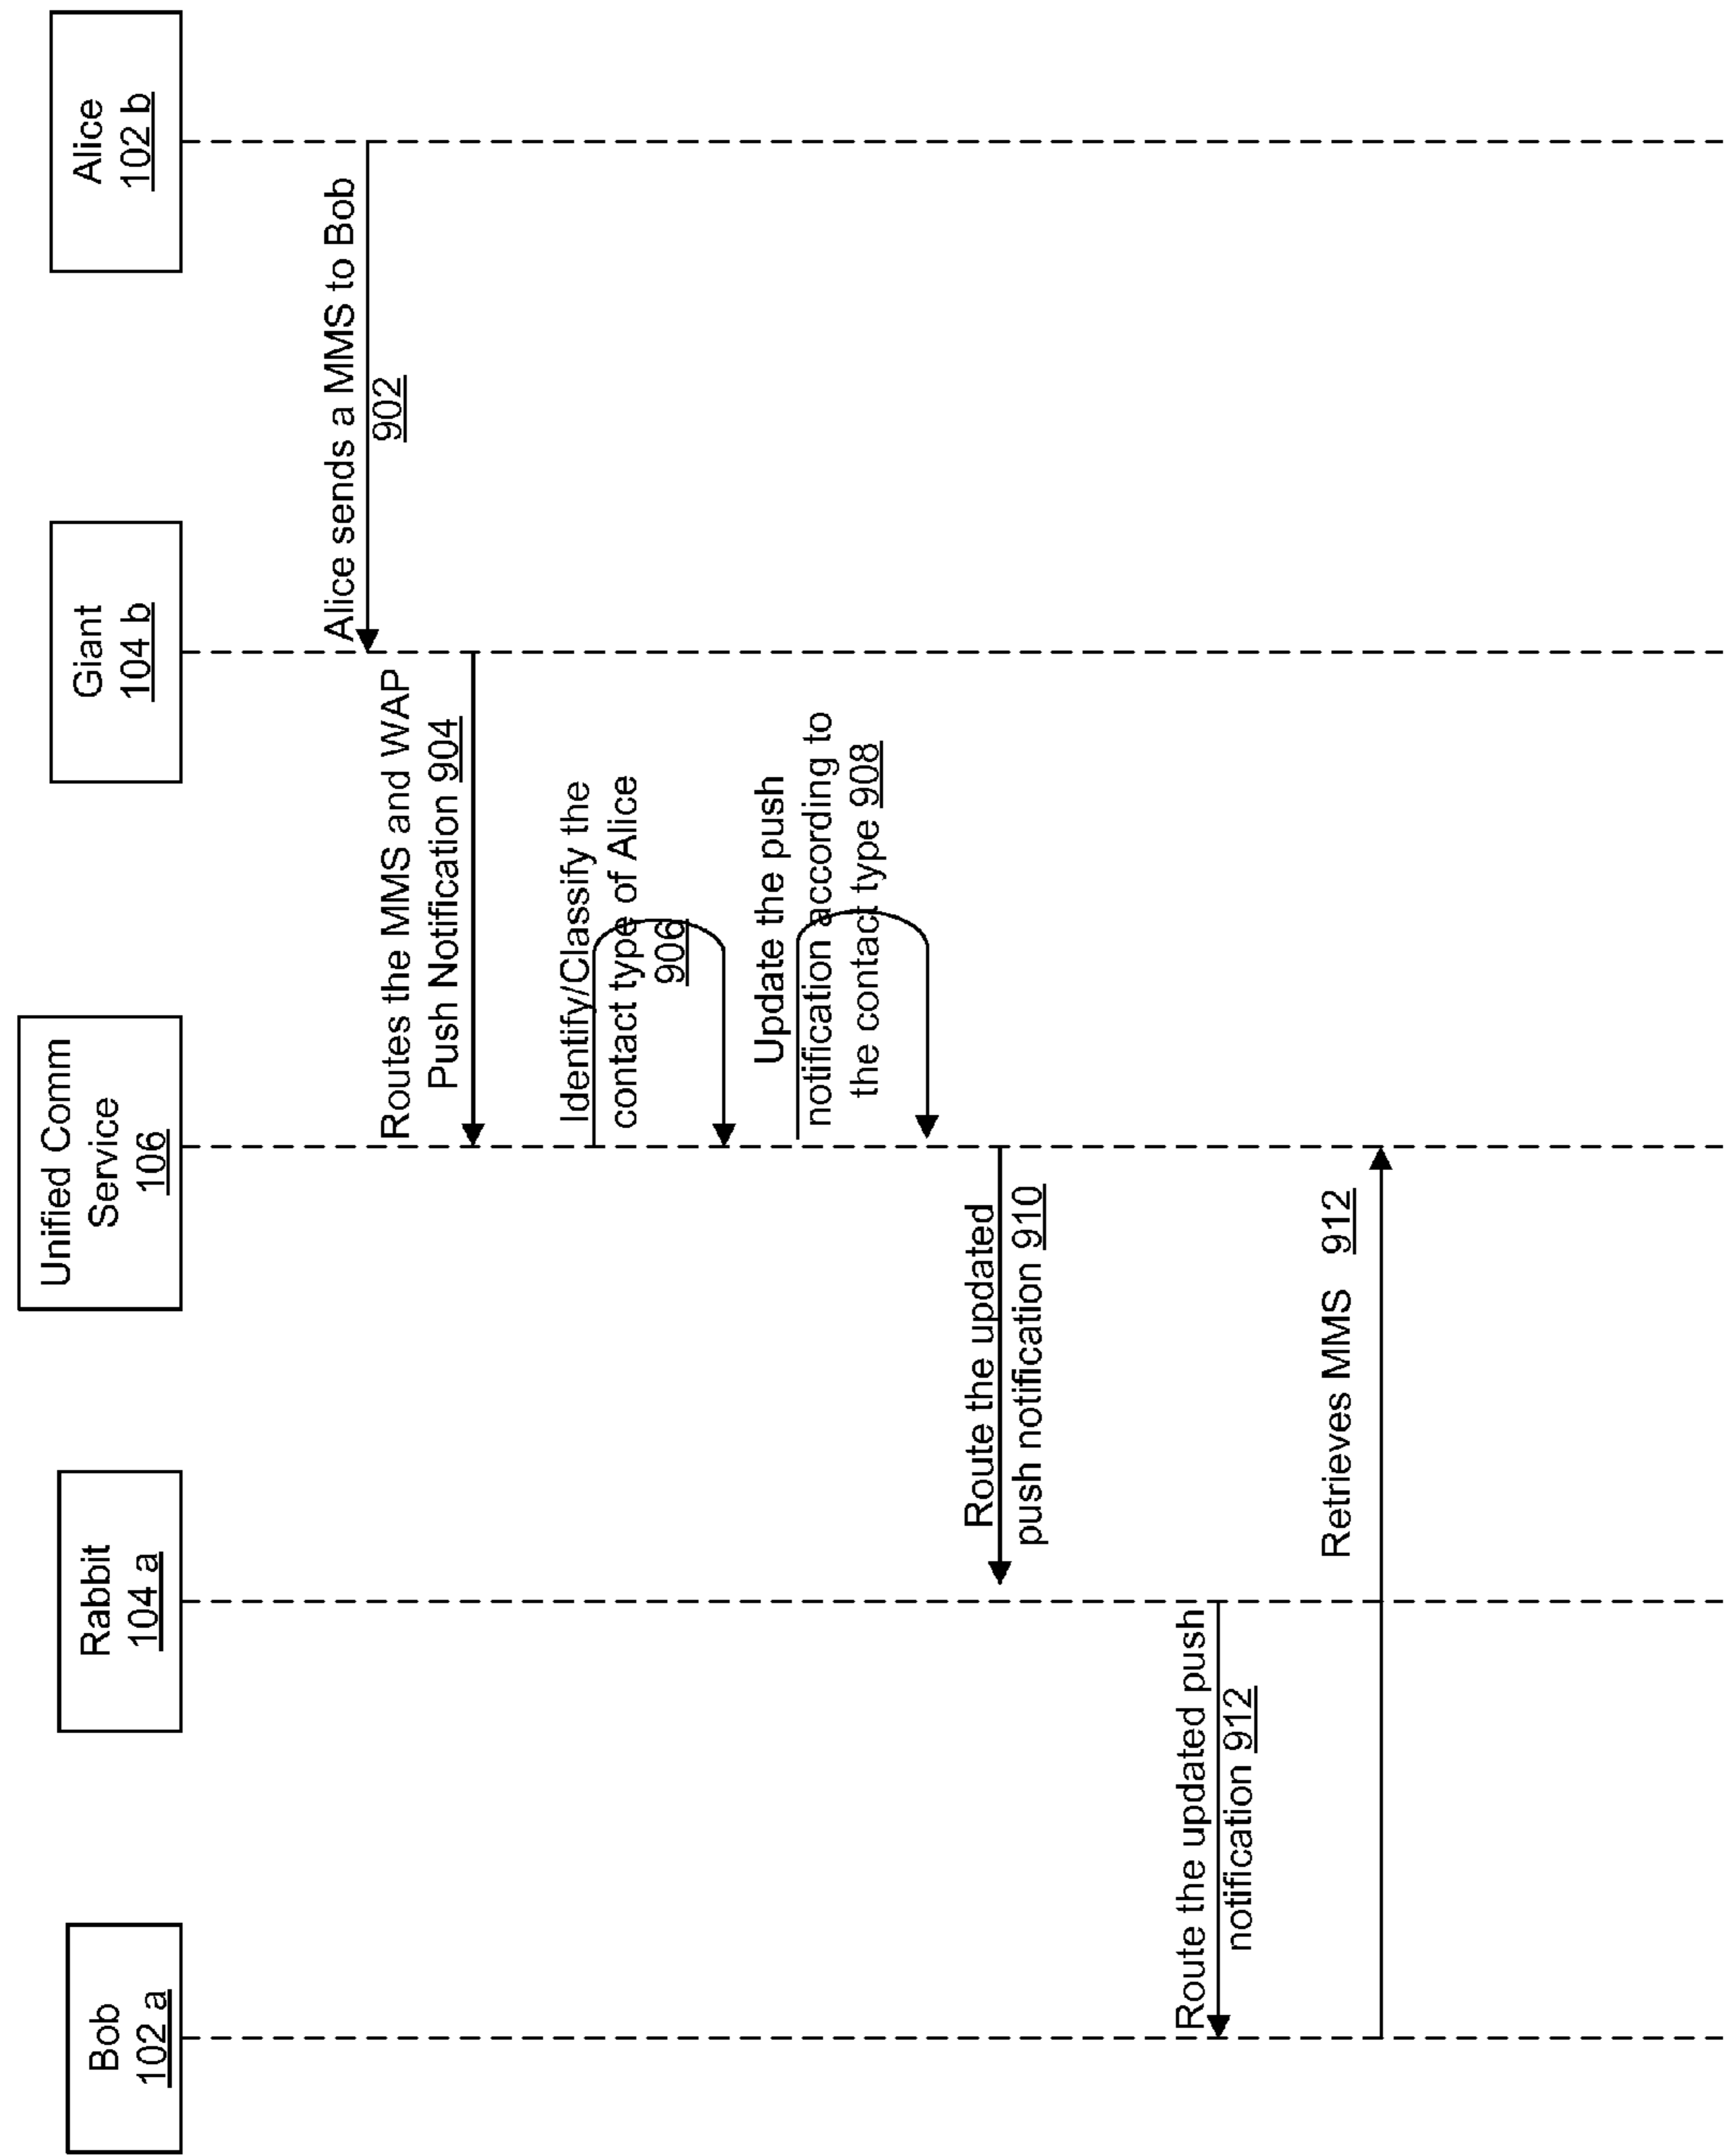 Bob
102 a
Rabbit
104 a
Unified Comm
Service
106
Giant
104 b
Alice
102 b
Alice sends a MMS to Bob
902
Routes the MMS and WAP
Push Notification 904
Identify/Classify the
contact type of Alice
906
Update the push
notification according to
the contact type 908
Route the updated
push notification 910
Route the updated push
notification 912
Retrieves MMS 912